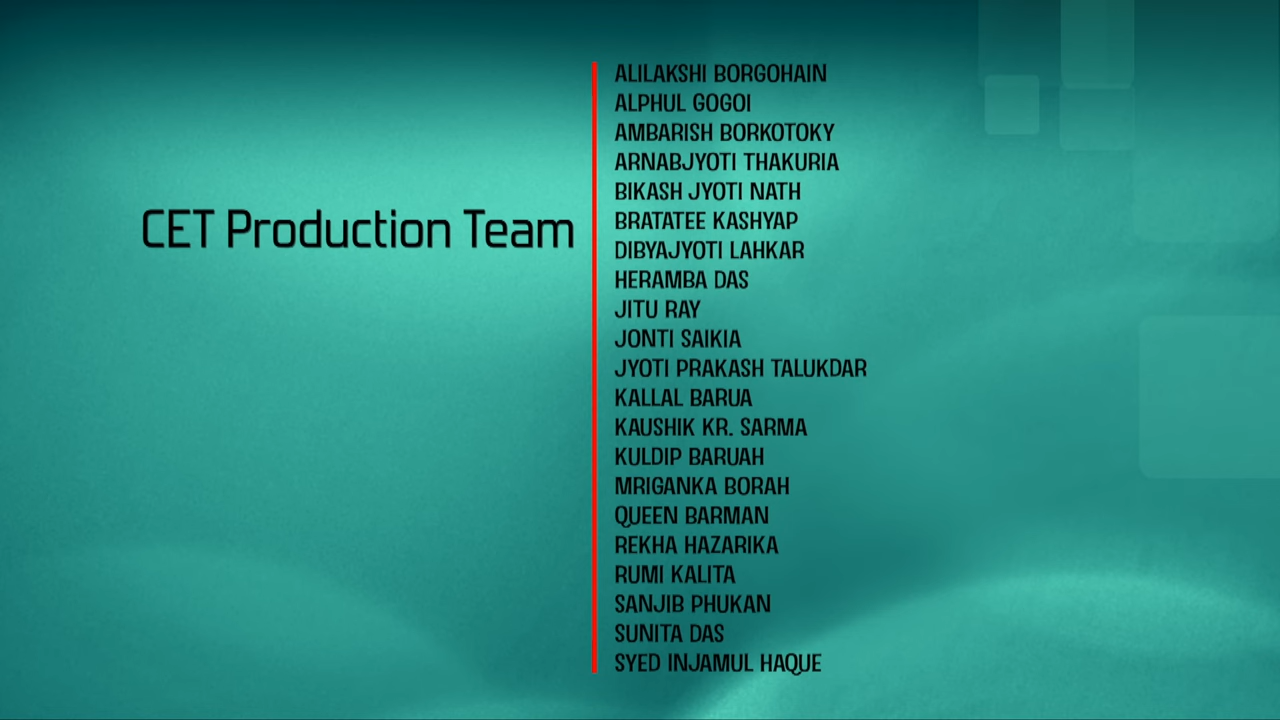 CET Production Team
ALILAKSHI BORGOHAIN
ALPHUL GOGOI
AMBARISH BORKOTOKY
ARNABJYOTI THAKURIA
BIKASH JYOTI NATH
BRATATEE KASHYAP
DIBYAJYOTI LAHKAR
HERAMBA DAS
JITU RAY
JONTI SAIKIA
JYOTI PRAKASH TALUKDAR
KALLAL BARUA
KAUSHIK KR. SARMA
KULDIP BARUAH
MRIGANKA BORAH
QUEEN BARMAN
REKHA HAZARIKA
RUMI KALITA
SANJIB PHUKAN
SUNITA DAS
SYED INJAMUL HAQUE